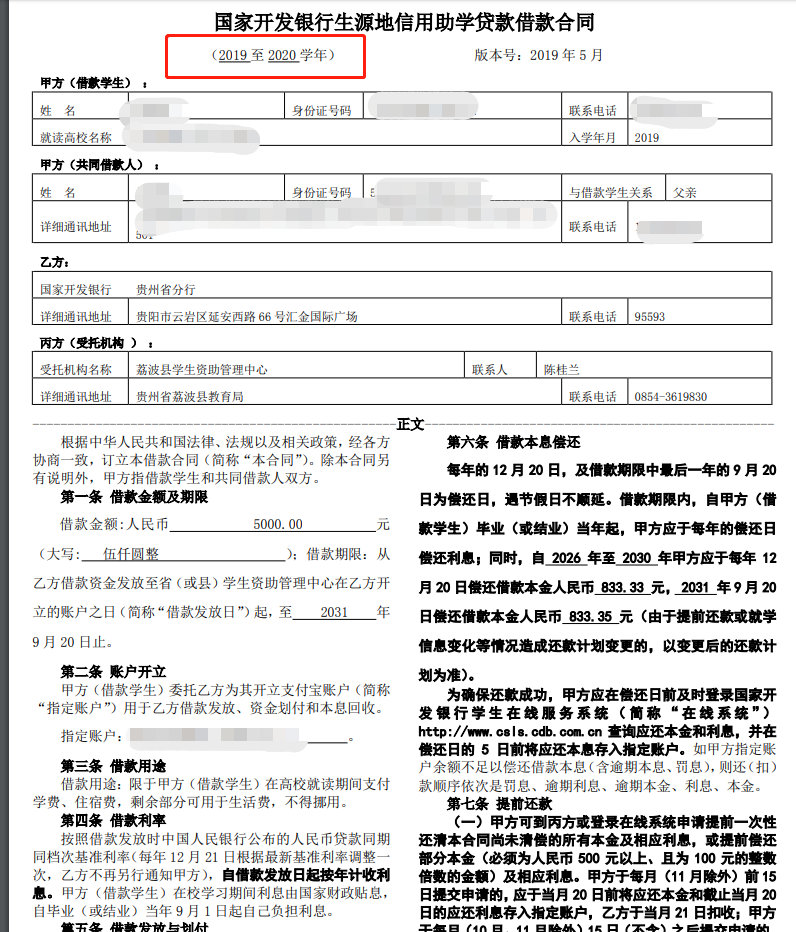 国家开发银行生源地信用助学贷款借款合同
（2019 至 2020 学年） 版本号：2019 年 5 月
甲方（借款学生）：
姓 名 身份证号码 联系电话
就读高校名称 入学年月 2019
甲方（共同借款人）：
姓 名 身份证号码 5 与借款学生关系 父亲
详细通讯地址 联系电话 1
501
乙方：
国家开发银行 贵州省分行
详细通讯地址 贵阳市云岩区延安西路 66 号汇金国际广场 联系电话 95593
丙方（受托机构 ）：
受托机构名称 荔波县学生资助管理中心 联系人 陈桂兰
详细通讯地址 贵州省荔波县教育局 联系电话 0854-3619830
正文
根据中华人民共和国法律、法规以及相关政策，经各方
协商一致，订立本借款合同（简称“本合同”）。除本合同另
有说明外，甲方指借款学生和共同借款人双方。
第一条 借款金额及期限
借款金额:人民币 5000.00 元
（大写: 伍仟圆整 ）；借款期限：从
乙方借款资金发放至省（或县）学生资助管理中心在乙方开
立的账户之日（简称“借款发放日”）起，至 2031 年
9 月 20 日止。
第二条 账户开立
甲方（借款学生）委托乙方为其开立支付宝账户（简称
“指定账户”）用于乙方借款发放、资金划付和本息回收。
指定账户： 。
第三条 借款用途
借款用途：限于甲方（借款学生）在高校就读期间支付
学费、住宿费，剩余部分可用于生活费，不得挪用。
第四条 借款利率
按照借款发放时中国人民银行公布的人民币贷款同期
同档次基准利率（每年 12 月 21 日根据最新基准利率调整一
次，乙方不再另行通知甲方），自借款发放日起按年计收利
息。甲方（借款学生）在校学习期间利息由国家财政贴息，
自毕业（或结业）当年 9 月 1 日起自己负担利息。
第五条 借款发放与划付
第六条 借款本息偿还
每年的 12 月 20 日，及借款期限中最后一年的 9 月 20
日为偿还日，遇节假日不顺延。借款期限内，自甲方（借
款学生）毕业（或结业）当年起，甲方应于每年的偿还日
偿还利息；同时，自 2026 年至 2030 年甲方应于每年 12
月 20 日偿还借款本金人民币 833.33 元，2031 年 9 月 20
日偿还借款本金人民币 833.35 元（由于提前还款或就学
信息变化等情况造成还款计划变更的，以变更后的还款计
划为准）。
为确保还款成功，甲方应在偿还日前及时登录国家开
发银行学生在线服务系统（简称“在线系统”）
http://www.csls.cdb.com.cn 查询应还本金和利息，并在
偿还日的 5 日前将应还本息存入指定账户。如甲方指定账
户余额不足以偿还借款本息（含逾期本息、罚息），则还（扣）
款顺序依次是罚息、逾期利息、逾期本金、利息、本金。
第七条 提前还款
（一）甲方可到丙方或登录在线系统申请提前一次性
还清本合同尚未清偿的所有本金及相应利息，或提前偿还
部分本金（必须为人民币 500 元以上、且为 100 元的整数
倍数的金额）及相应利息。甲方于每月（11 月除外）前 15
日提交申请的，应于当月 20 日前将应还本金和截止当月 20
日的应还利息存入指定账户，乙方于当月 21 日扣收；甲方
于每月（10 月、11 月除外）15 日（不含）之后提交申请的，